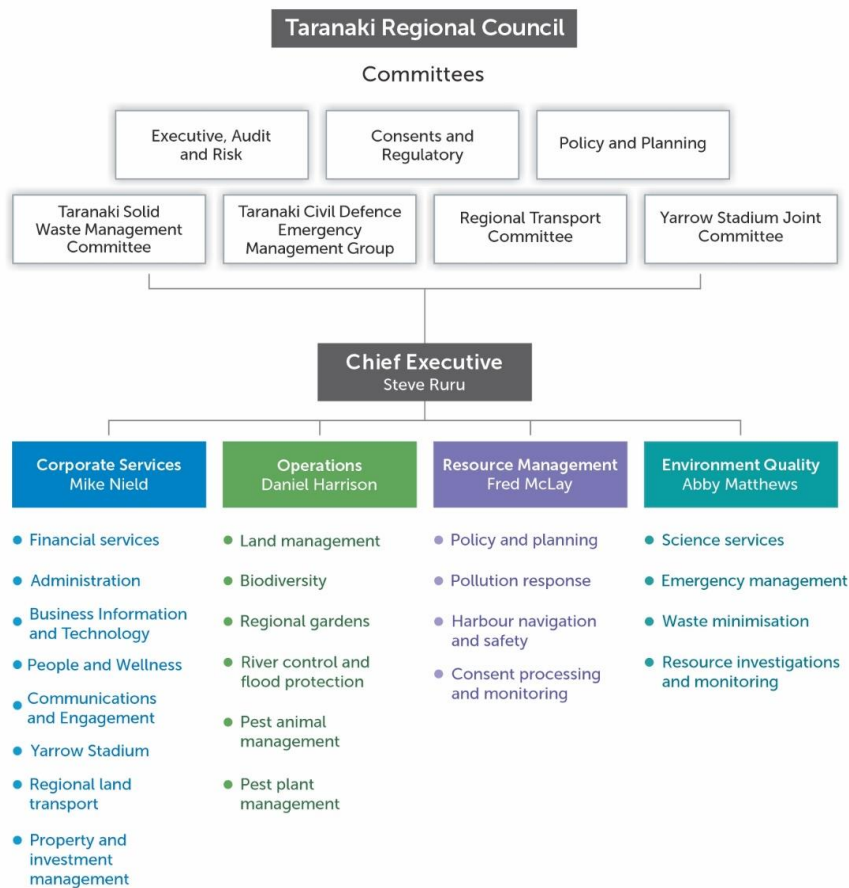 Taranaki Regional Council
Committees
Executive, Audit
and Risk
Consents and
Regulatory
Policy and Planning
Taranaki Solid
Waste Management
Committee
Taranaki Civil Defence
Emergency
Management Group
Regional Transport
Committee
Yarrow Stadium Joint
Committee
Chief Executive
Steve Ruru
Corporate Services
Mike Nield
Financial services
Administration
Business Information
and Technology
People and Wellness
Communications
and Engagement
Yarrow Stadium
Regional land
transport
Property and
investment
management
Operations
Daniel Harrison
Land management
Biodiversity
Regional gardens
River control and
flood protection
Pest animal
management
Pest plant
management
Resource Management
Fred McLay
Policy and planning
Pollution response
Harbour navigation
and safety
Consent processing
and monitoring
Environment Quality
Abby Matthews
Science services
Emergency management
Waste minimisation
Resource investigations
and monitoring